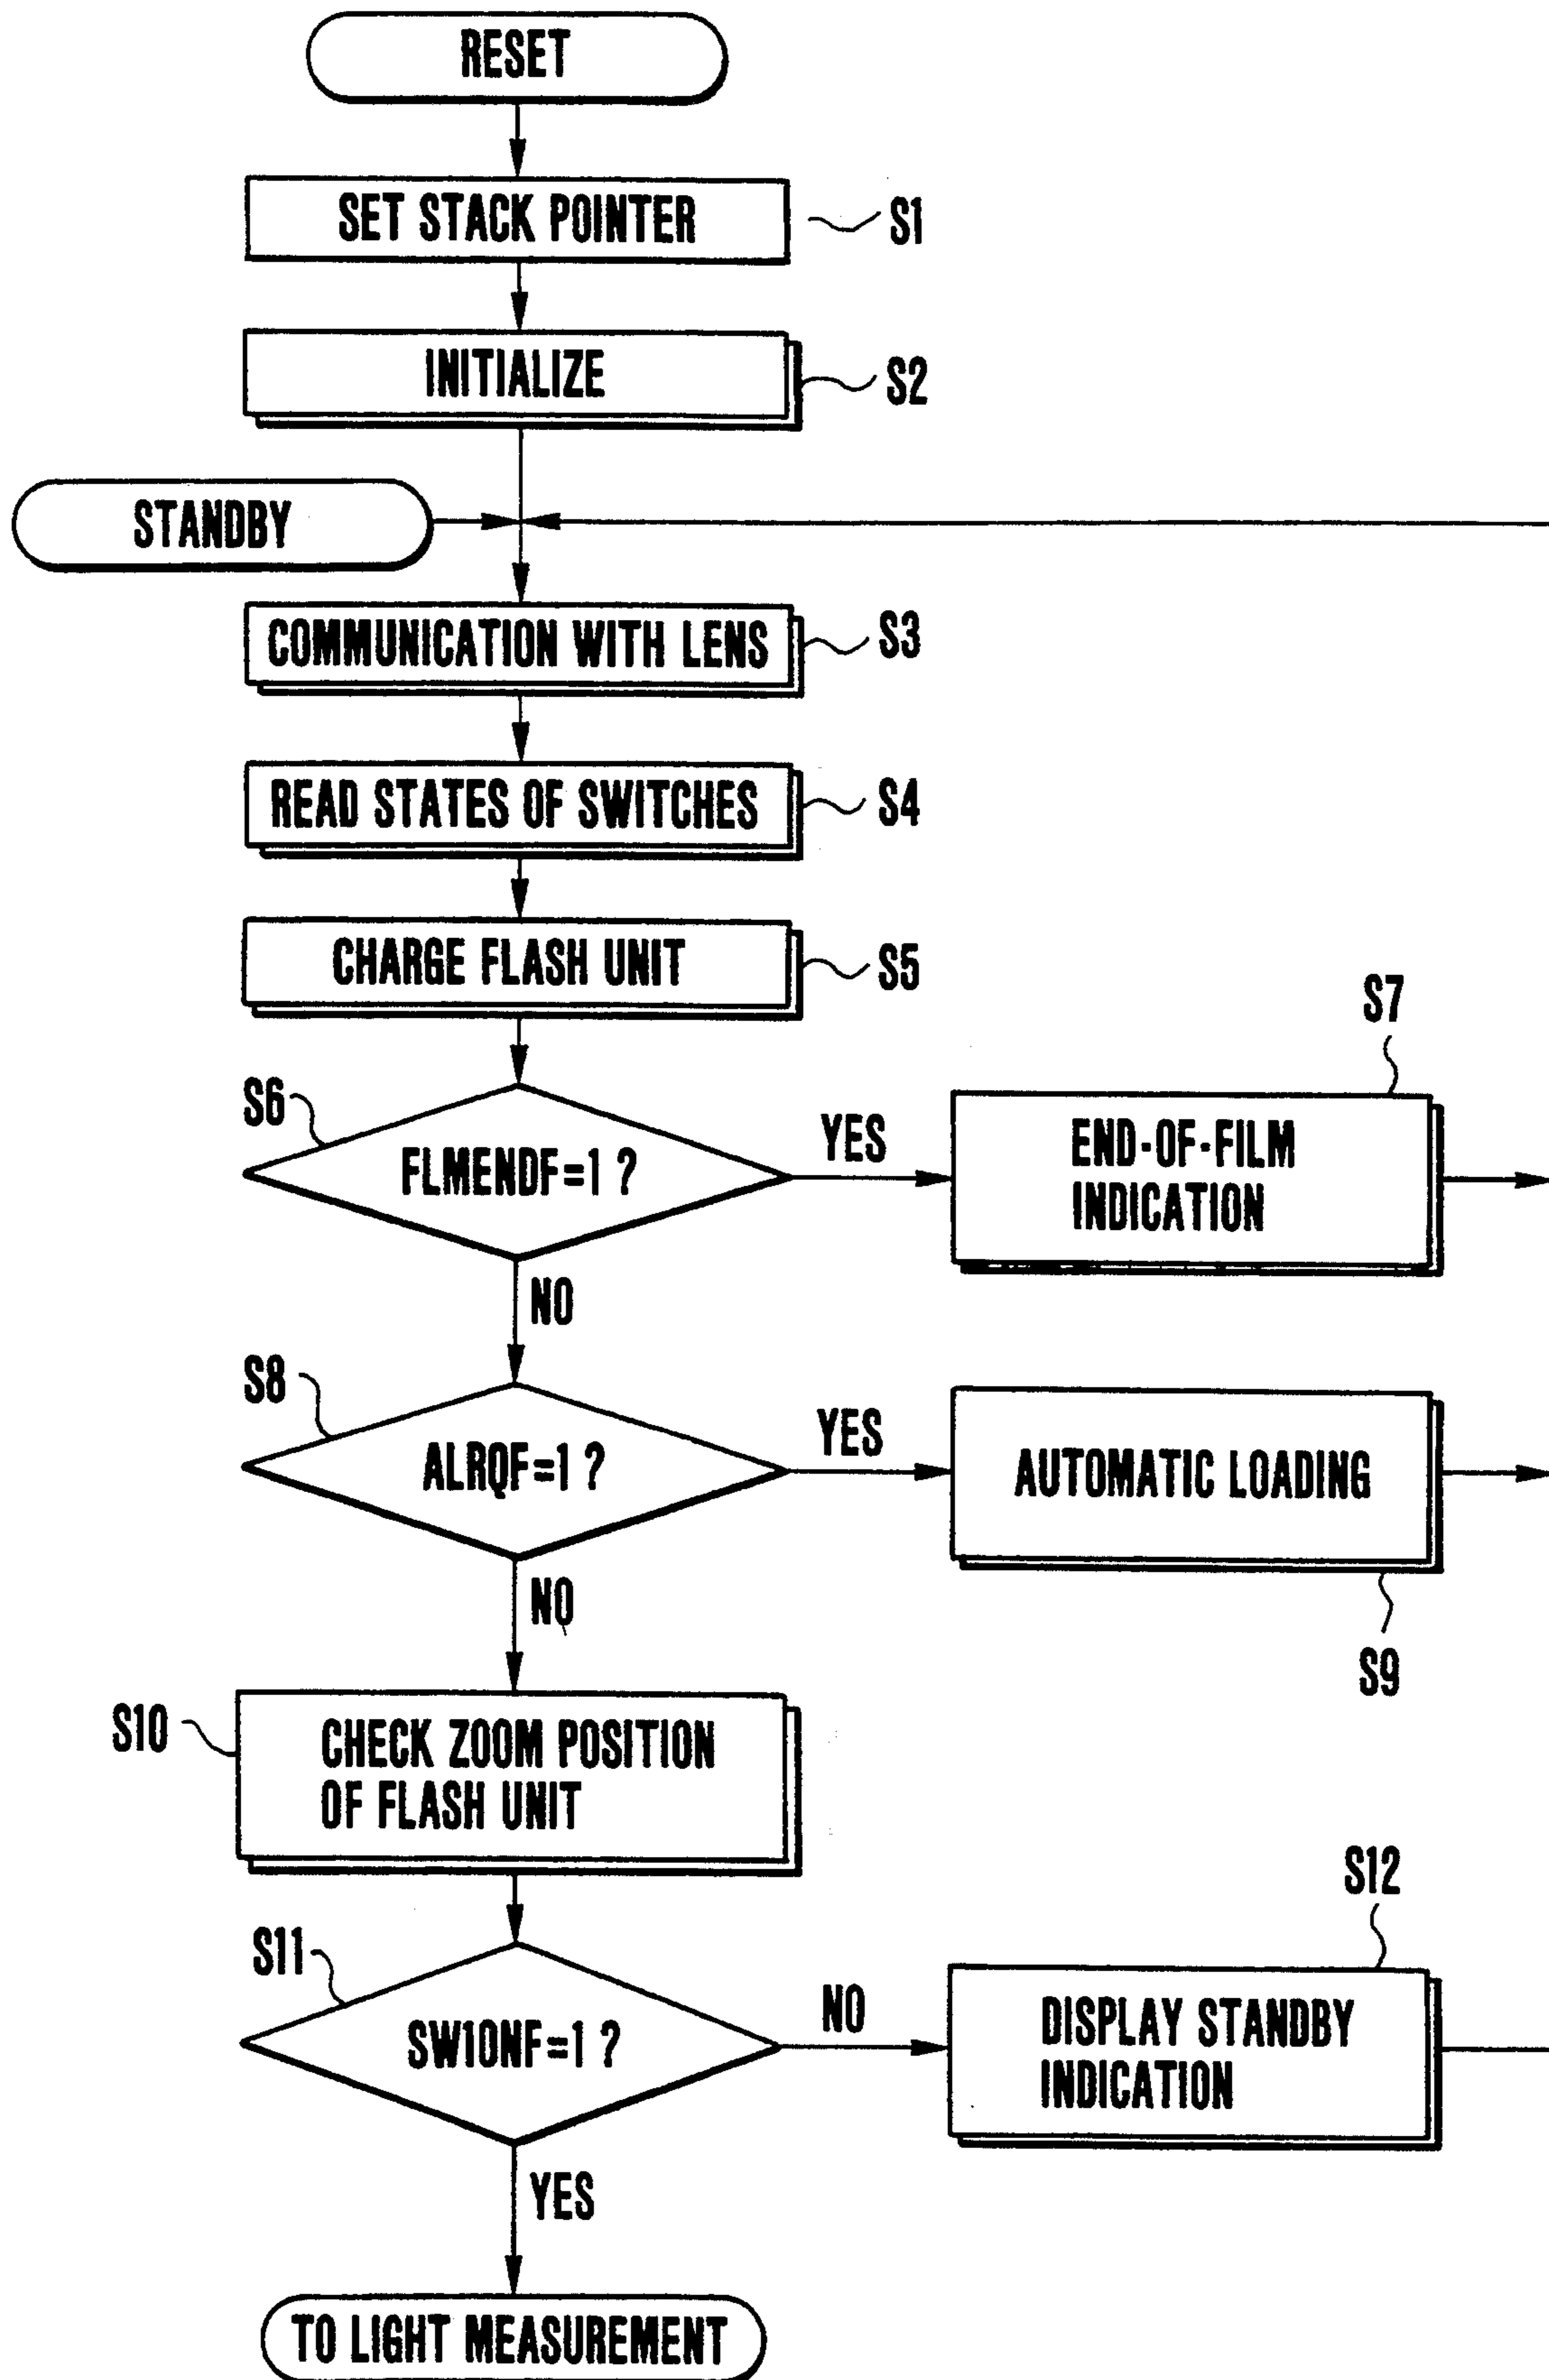 RESET
SET STACK POINTER
S1
INITIALIZE
S2
STANDBY
COMMUNICATION WITH LENS
S3
READ STATES OF SWITCHES
S4
CHARGE FLASH UNIT
S5
S6
FLMENDF=1 ?
YES
NO
S7
END-OF-FILM
INDICATION
S8
ALRQF=1 ?
YES
NO
AUTOMATIC LOADING
S9
S10
CHECK ZOOM POSITION
OF FLASH UNIT
S11
SW1ONF=1 ?
NO
YES
S12
DISPLAY STANDBY
INDICATION
TO LIGHT MEASUREMENT